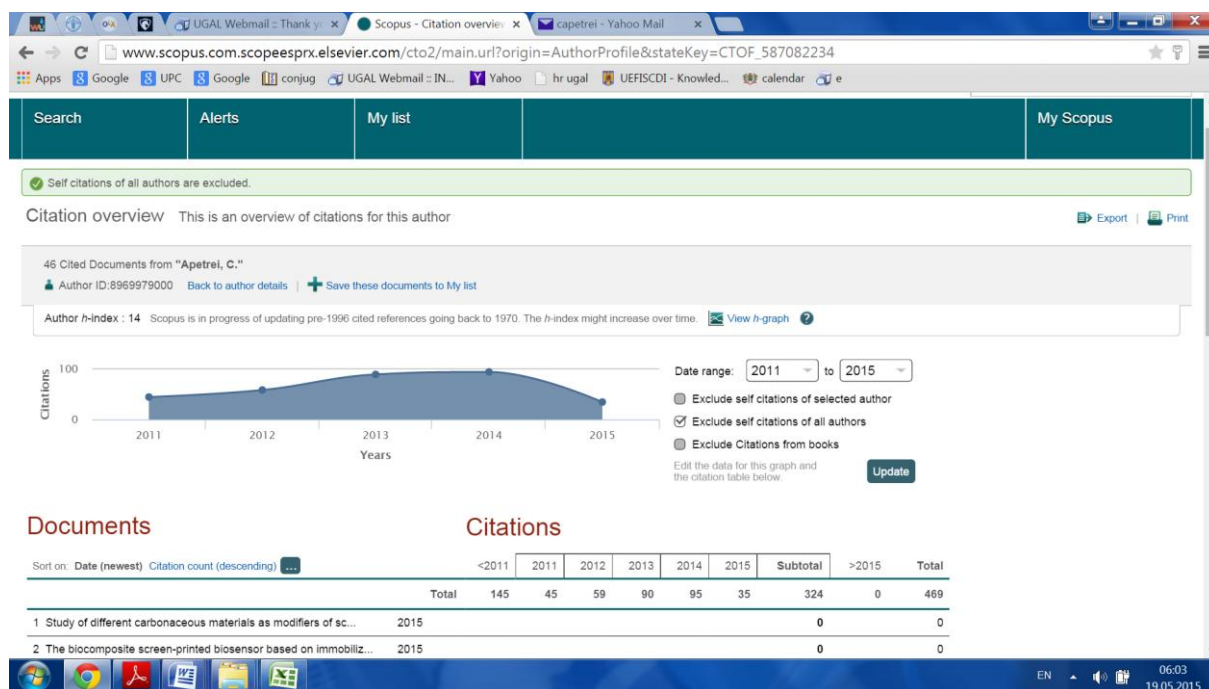 UGAL Webmail :: Thank y
Scopus - Citation overvie
capetrei - Yahoo Mail
www.scopus.com.scopeesprx.elsevier.com/cto2/main.url?origin=AuthorProfile&stateKey=CTOF_587082234
Apps Google UPC Google conjug UGAL Webmail :: IN... Yahoo hr ugal UEFISCDI - Knowled... calendar e
Search Alerts My list My Scopus
Self citations of all authors are excluded.
Citation overview This is an overview of citations for this author Export | Print
46 Cited Documents from "Apetrei, C."
Author ID:8969979000 Back to author details | Save these documents to My list
Author h-index : 14 Scopus is in progress of updating pre-1996 cited references going back to 1970. The h-index might increase over time. View h-graph ?
Citations
100
0
2011 2012 2013 2014 2015
Years
Date range: 2011 to 2015
Exclude self citations of selected author
Exclude self citations of all authors
Exclude Citations from books
Edit the data for this graph and
the citation table below.
Update
Documents Citations
Sort on: Date (newest) Citation count (descending) ... <2011 2011 2012 2013 2014 2015 Subtotal >2015 Total
Total 145 45 59 90 95 35 324 0 469
1 Study of different carbonaceous materials as modifiers of sc... 2015 0 0
2 The biocomposite screen-printed biosensor based on immobiliz... 2015 0 0
EN 06:03
19.05.2015